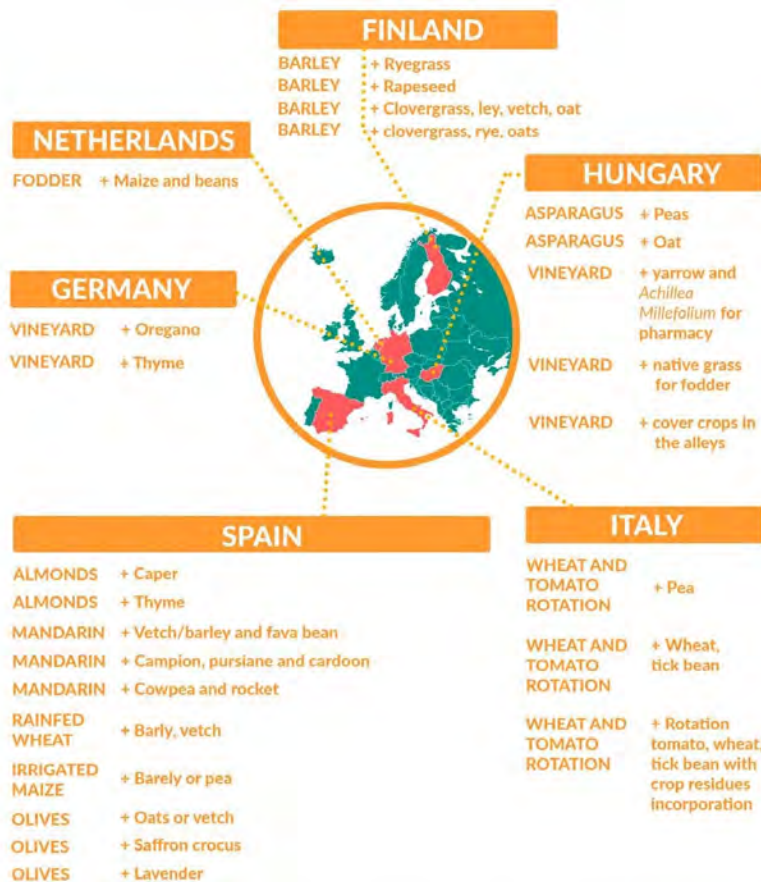 FINLAND
BARLEY + Ryegrass
BARLEY + Rapeseed
BARLEY + Clovergrass, ley, vetch, oat
BARLEY + clovergrass, rye, oats
NETHERLANDS
FODDER + Maize and beans
HUNGARY
ASPARAGUS + Peas
ASPARAGUS + Oat
VINEYARD + yarrow and
Achillea
Millefolium for
pharmacy
VINEYARD + native grass
for fodder
VINEYARD + cover crops in
the alleys
GERMANY
VINEYARD + Oregano
VINEYARD + Thyme
SPAIN
ALMONDS + Caper
ALMONDS + Thyme
MANDARIN + Vetch/barley and fava bean
MANDARIN + Campion, pursiane and cardoon
MANDARIN + Cowpea and rocket
RAINFED
WHEAT + Barly, vetch
IRRIGATED
MAIZE + Barely or pea
OLIVES + Oats or vetch
OLIVES + Saffron crocus
OLIVES + Lavender
ITALY
WHEAT AND
TOMATO + Pea
ROTATION
WHEAT AND + Wheat,
TOMATO tick bean
ROTATION
WHEAT AND + Rotation
TOMATO tomato, wheat,
ROTATION tick bean with
crop residues
incorporation